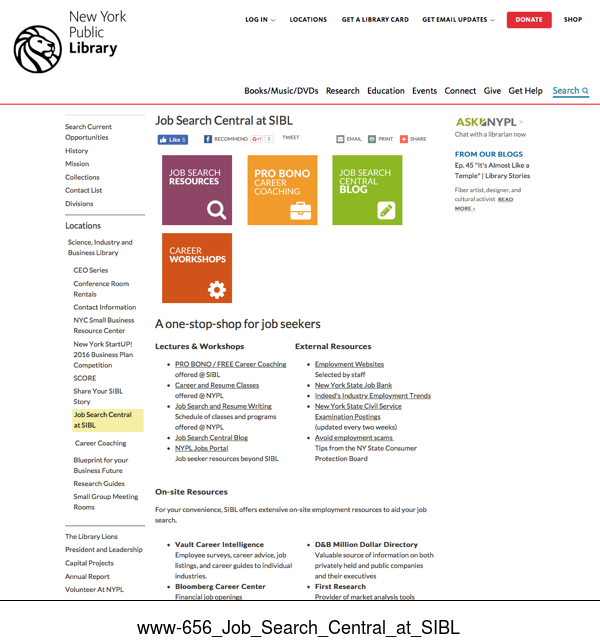 New York
Public
Library
LOG IN
LOCATIONS
GET A LIBRARY CARD
GET EMAIL UPDATES
DONATE
SHOP
Books/Music/DVDs
Research
Education
Events
Connect
Give
Get Help
Search
Search Current
Opportunities
History
Mission
Collections
Contact List
Divisions
Locations
Science, Industry and
Business Library
CEO Series
Conference Room
Rentals
Contact Information
NYC Small Business
Resource Center
New York StartUP!
2016 Business Plan
Competition
SCORE
Share Your SIBL
Story
Job Search Central
at SIBL
Career Coaching
Blueprint for your
Business Future
Research Guides
Small Group Meeting
Rooms
The Library Lions
President and Leadership
Capital Projects
Annual Report
Volunteer At NYPL
Job Search Central at SIBL
Like 5
RECOMMEND
G+1 5
TWEET
EMAIL
PRINT
SHARE
JOB SEARCH
RESOURCES
PRO BONO
CAREER
COACHING
JOB SEARCH
CENTRAL
BLOG
CAREER
WORKSHOPS
A one-stop-shop for job seekers
Lectures & Workshops
• PRO BONO / FREE Career Coaching
offered @ SIBL
• Career and Resume Classes
offered @ NYPL
• Job Search and Resume Writing
Schedule of classes and programs
offered @ NYPL
• Job Search Central Blog
• NYPL Jobs Portal
Job seeker resources beyond SIBL
External Resources
• Employment Websites
Selected by staff
• New York State Job Bank
• Indeed's Industry Employment Trends
• New York State Civil Service
Examination Postings
(updated every two weeks)
• Avoid employment scams
Tips from the NY State Consumer
Protection Board
On-site Resources
For your convenience, SIBL offers extensive on-site employment resources to aid your job
search.
• Vault Career Intelligence
Employee surveys, career advice, job
listings, and career guides to individual
industries.
• Bloomberg Career Center
Financial job openings
• D&B Million Dollar Directory
Valuable source of information on both
privately held and public companies
and their executives
• First Research
Provider of market analysis tools
ASK NYPL >
Chat with a librarian now
FROM OUR BLOGS
Ep. 45 "It's Almost Like a
Temple" | Library Stories
Fiber artist, designer, and
cultural activist READ
MORE ›
www-656_Job_Search_Central_at_SIBL